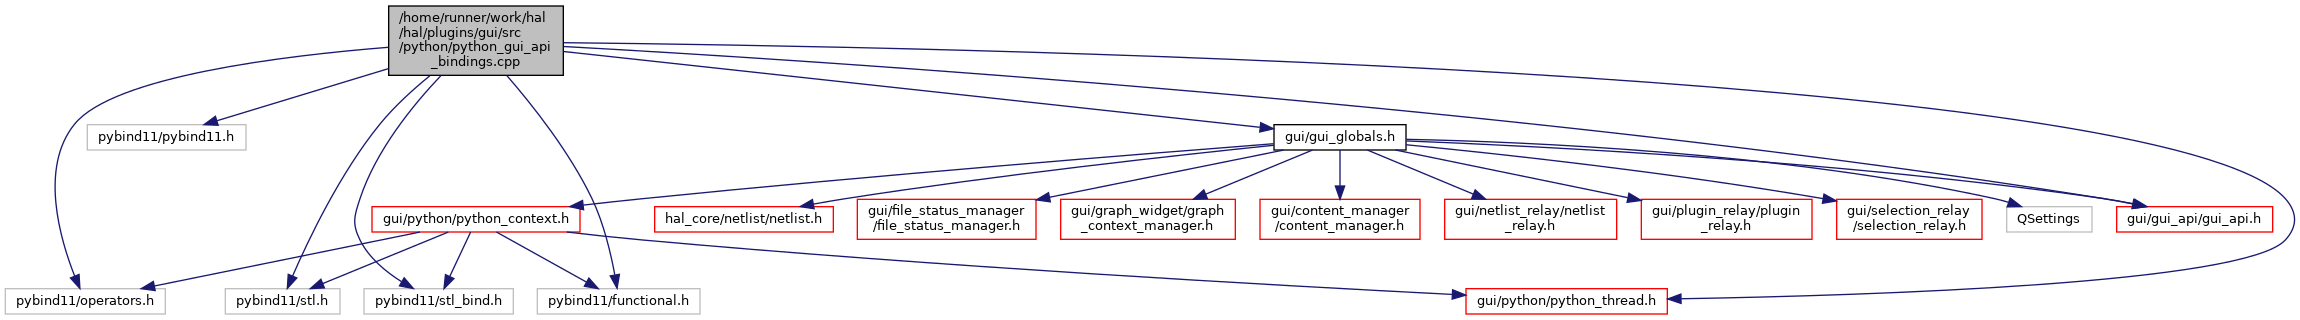 /home/runner/work/hal
/hal/plugins/gui/src
/python/python_gui_api
_bindings.cpp
pybind11/pybind11.h
gui/gui_globals.h
gui/python/python_context.h
hal_core/netlist/netlist.h
gui/file_status_manager
/file_status_manager.h
gui/graph_widget/graph
_context_manager.h
gui/content_manager
/content_manager.h
gui/netlist_relay/netlist
_relay.h
gui/plugin_relay/plugin
_relay.h
gui/selection_relay
/selection_relay.h
QSettings
gui/gui_api/gui_api.h
pybind11/operators.h
pybind11/stl.h
pybind11/stl_bind.h
pybind11/functional.h
gui/python/python_thread.h